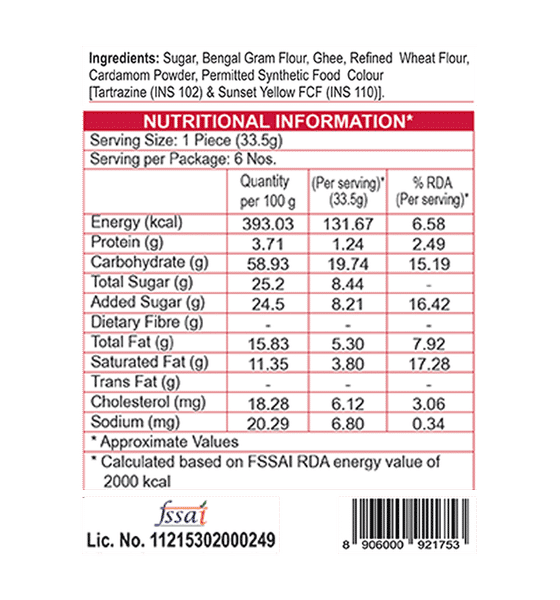 Ingredients: Sugar, Bengal Gram Flour, Ghee, Refined Wheat Flour,
Cardamom Powder, Permitted Synthetic Food Colour
[Tartrazine (INS 102) & Sunset Yellow FCF (INS 110)].
NUTRITIONAL INFORMATION*
Serving Size: 1 Piece (33.5g)
Serving per Package: 6 Nos.
Quantity per 100 g (Per serving)* (33.5g) % RDA (Per serving)*
Energy (kcal) 393.03 131.67 6.58
Protein (g) 3.71 1.24 2.49
Carbohydrate (g) 58.93 19.74 15.19
Total Sugar (g) 25.2 8.44 -
Added Sugar (g) 24.5 8.21 16.42
Dietary Fibre (g) - - -
Total Fat (g) 15.83 5.30 7.92
Saturated Fat (g) 11.35 3.80 17.28
Trans Fat (g) - - -
Cholesterol (mg) 18.28 6.12 3.06
Sodium (mg) 20.29 6.80 0.34
* Approximate Values
* Calculated based on FSSAI RDA energy value of
2000 kcal
fssai
Lic. No. 11215302000249
8 906000 921753